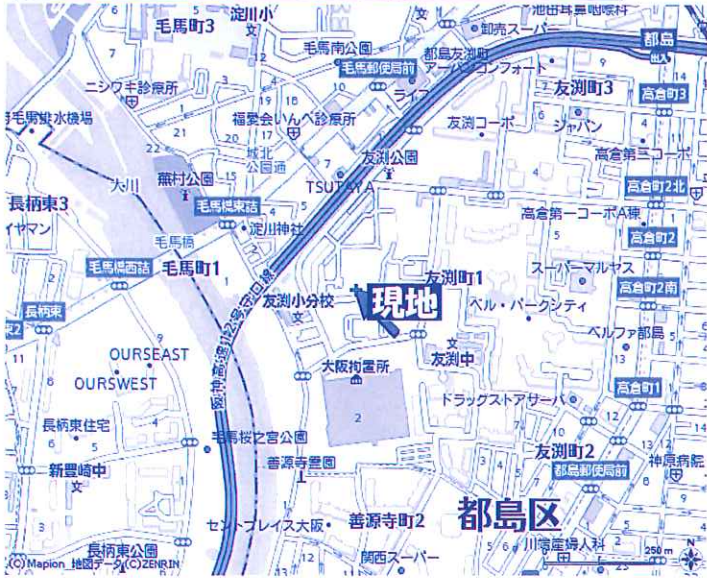 淀川小
文
毛馬町3
毛馬南公園
毛馬郵便局前
卸売スーパー
都島友渕町
アーバンコンフォート
都島
出入
ライフ
友渕町3
高倉町3
ニシワキ診療所
福愛会いんべ診療所
友渕コーポ
ジャパン
高倉第二コーポ
毛馬排水機場
城北
公園通
友渕公園
TSUTAYA
蕪村公園
大川
高倉町2北
長柄東3
毛馬橋東詰
淀川神社
高倉第一コーポA棟
イヤマン
毛馬橋
毛馬橋西詰
毛馬町1
高倉町2
友渕町1
スーパーマルヤス
高倉町2南
現地
友渕小分校
文
ベル・パークシティ
長柄東
ベルファ都島
阪神高速12号守口線
OURSEAST
OURSWEST
大阪拘置所
友渕中
文
高倉町1
ドラッグストアサーバ
長柄東住宅
毛馬桜之宮公園
友渕町2
都島郵便局前
神原病院
新豊崎中
文
善源寺霊園
都島区
セントプレイス大阪
善源寺町2
長柄東公園
関西スーパー
250 m
(C)Mapion 地図データ(C)ZENRIN